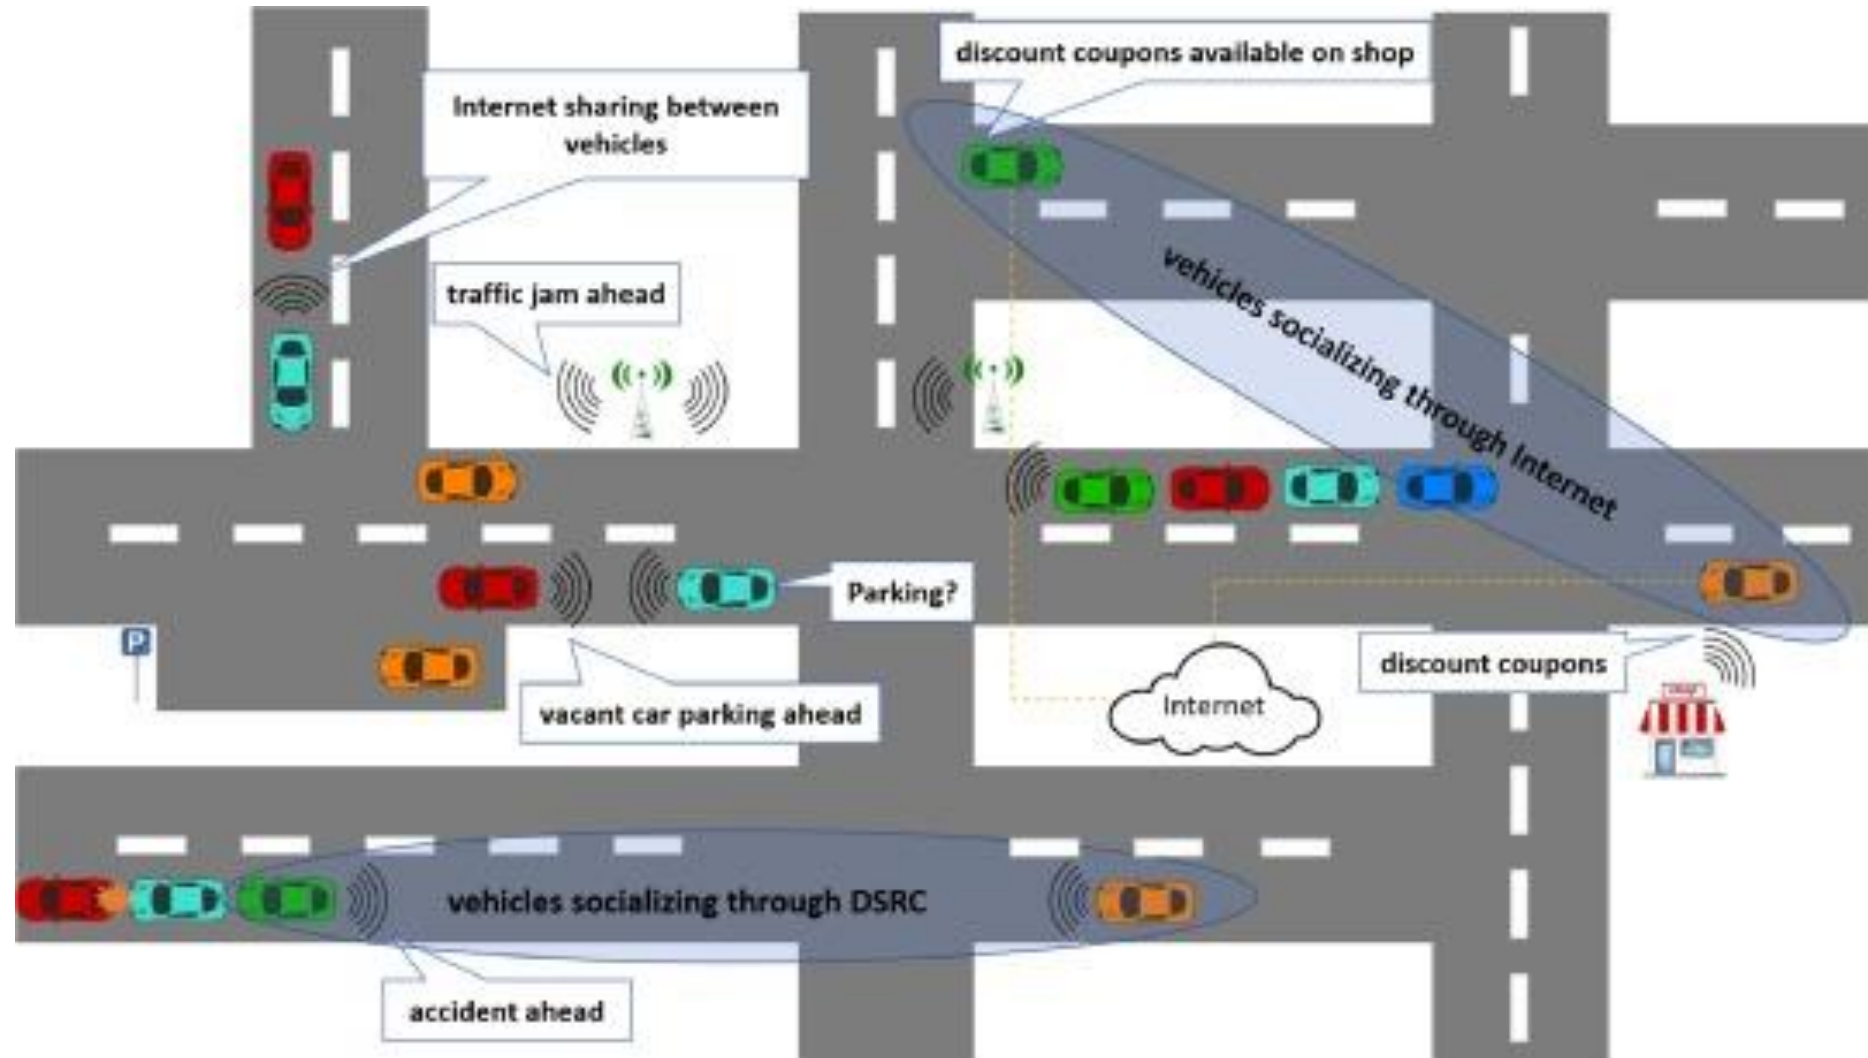 discount coupons available on shop
Internet sharing between
vehicles
traffic jam ahead
vehicles socializing through Internet
Parking?
P
discount coupons
vacant car parking ahead
Internet
vehicles socializing through DSRC
accident ahead